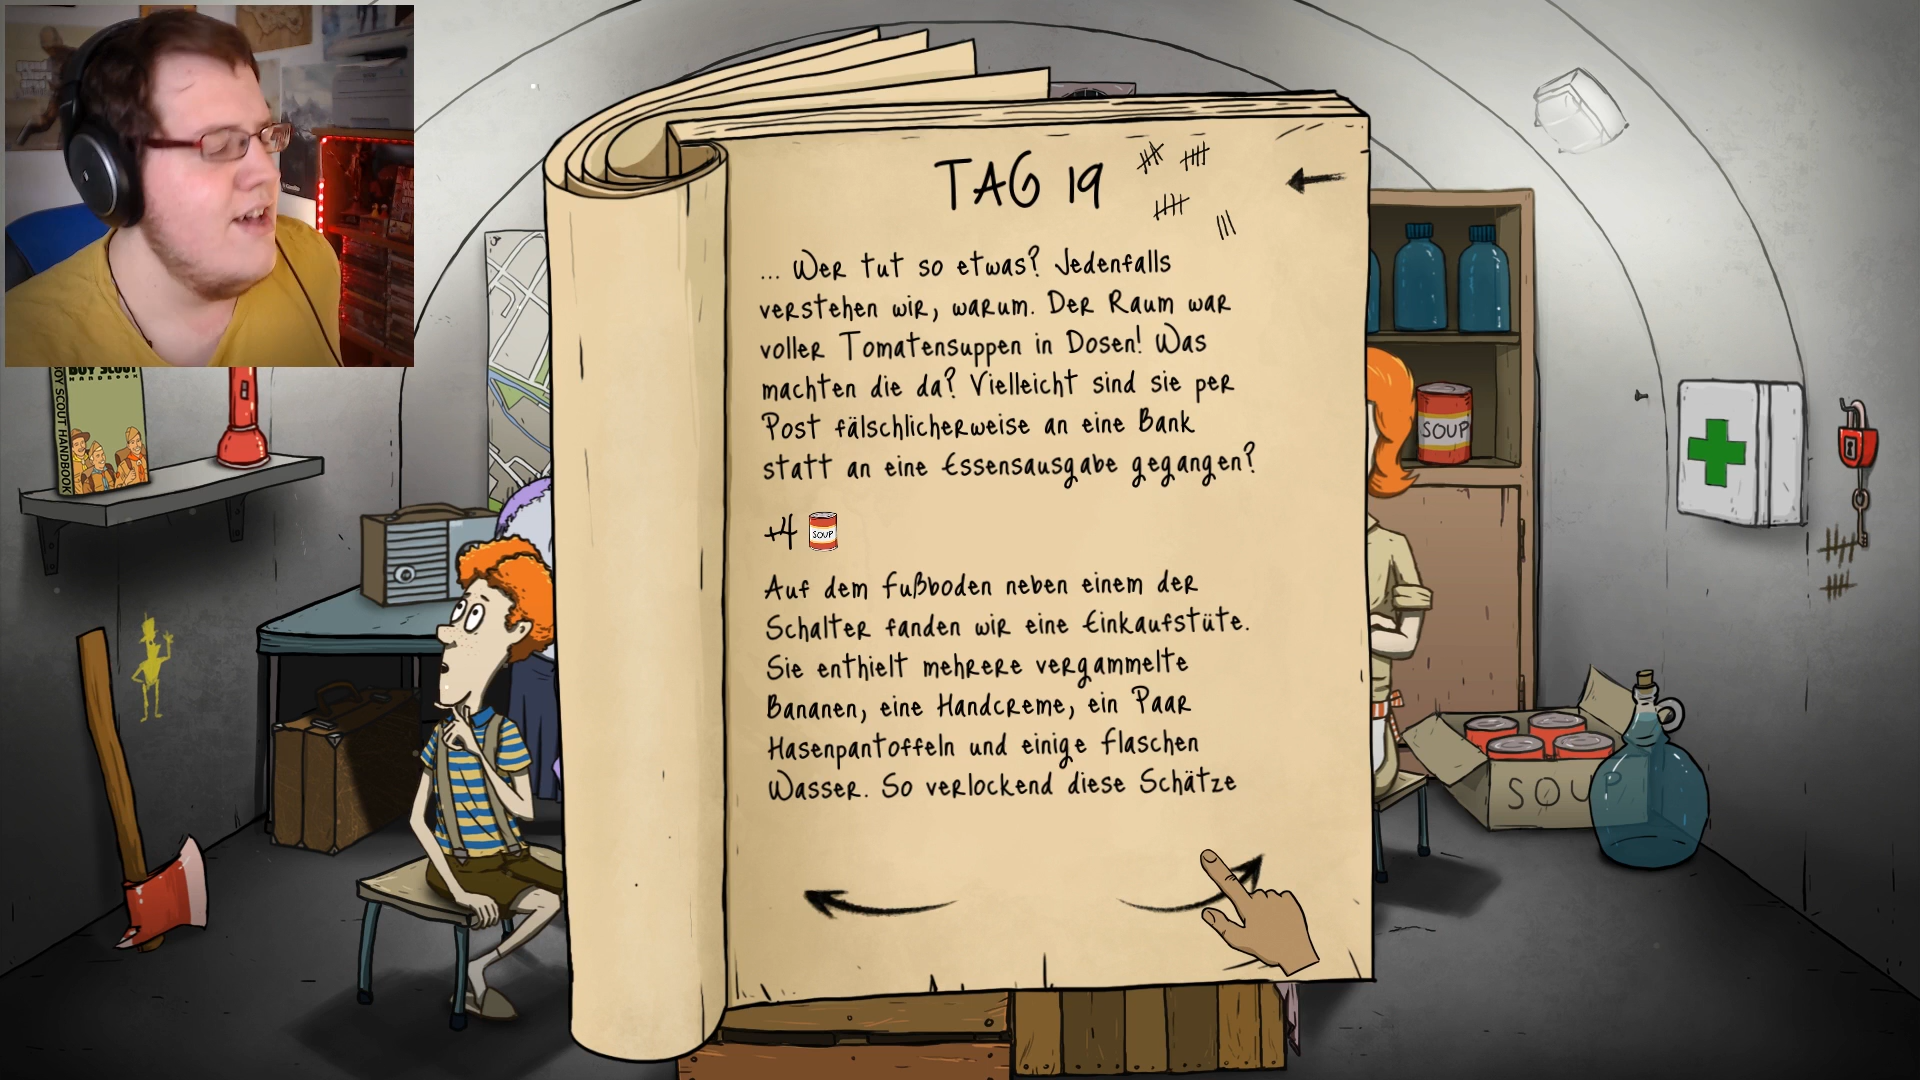 TAG 19
... Wer tut so etwas? Jedenfalls
verstehen wir, warum. Der Raum war
voller Tomatensuppen in Dosen! Was
machten die da? Vielleicht sind sie per
Post fälschlicherweise an eine Bank
statt an eine Essensausgabe gegangen?
+4 SOUP
Auf dem Fußboden neben einem der
Schalter fanden wir eine Einkaufstüte.
Sie enthielt mehrere vergammelte
Bananen, eine Handcreme, ein Paar
Hasenpantoffeln und einige Flaschen
Wasser. So verlockend diese Schätze
BOY SCOUT
HANDBOOK
BOY SCOUT HANDBOOK
SOUP
SOUP